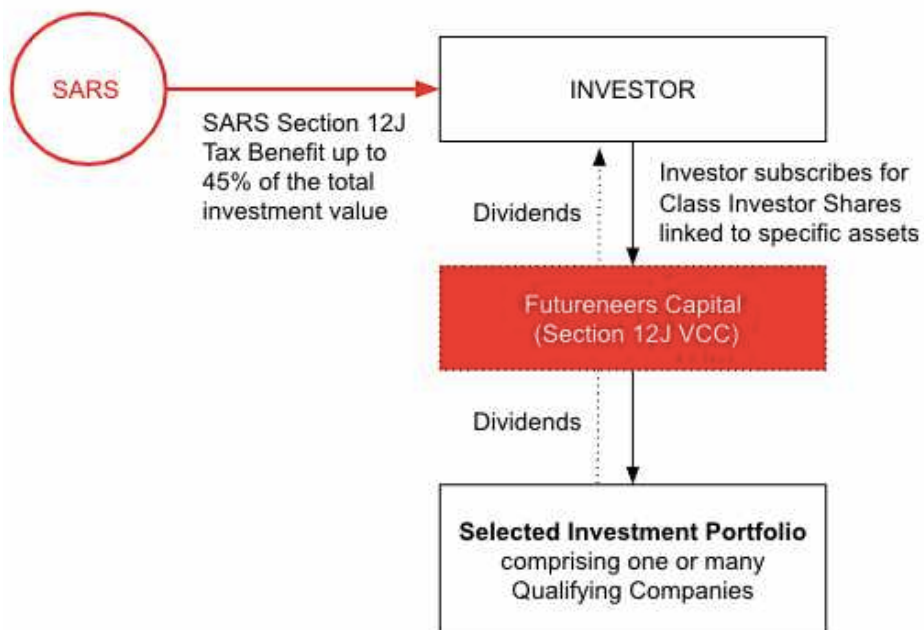 SARS
INVESTOR
SARS Section 12J
Tax Benefit up to
45% of the total
investment value
Dividends
Investor subscribes for
Class Investor Shares
linked to specific assets
Futureneers Capital
(Section 12J VCC)
Dividends
Selected Investment Portfolio
comprising one or many
Qualifying Companies